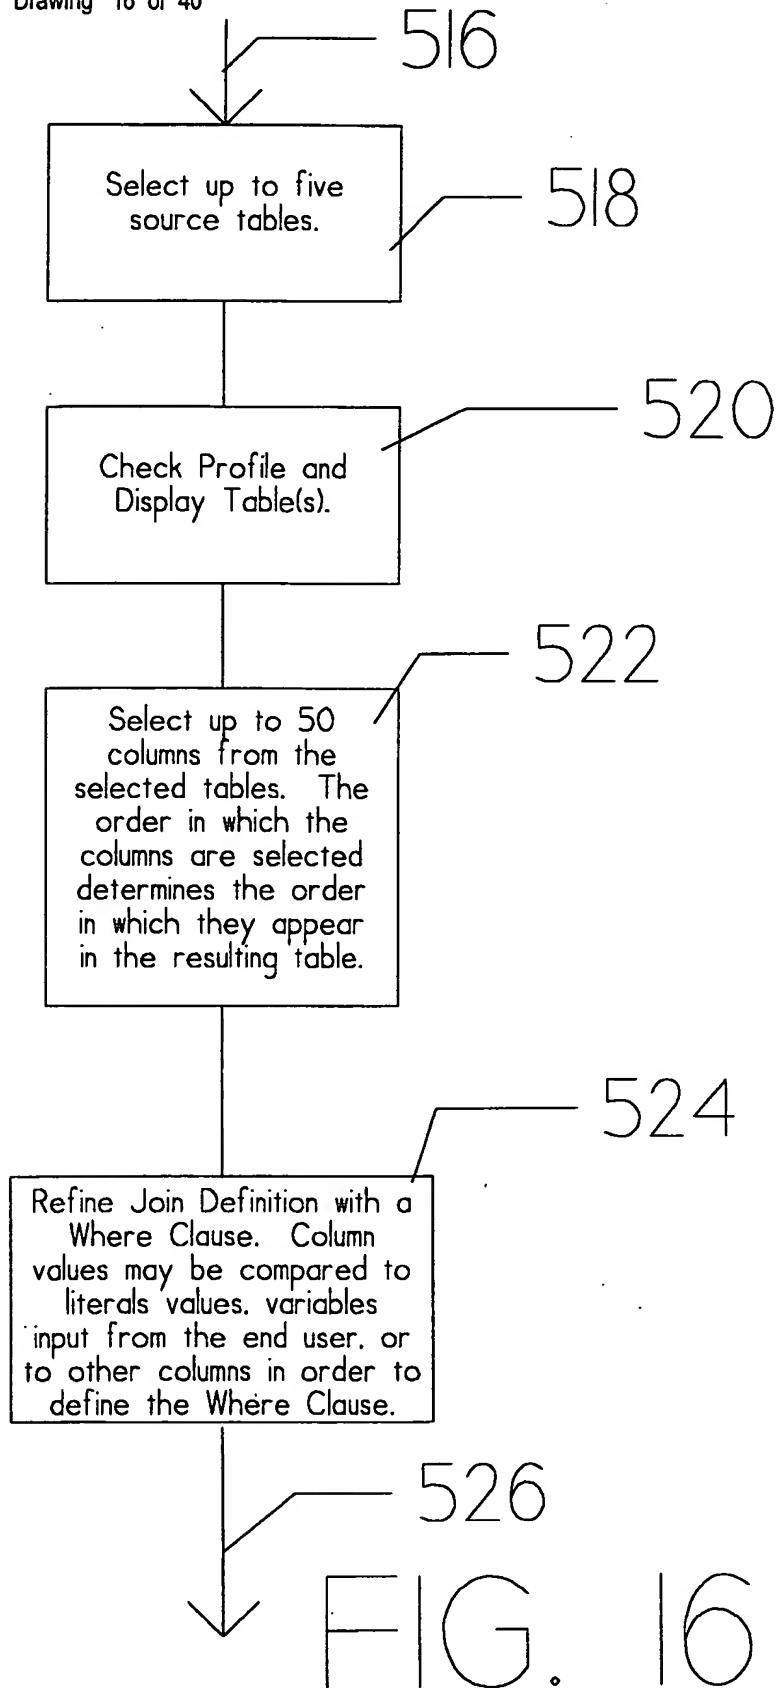 Drawing 16 of 40
516
Select up to five
source tables.
518
520
Check Profile and
Display Table(s).
522
Select up to 50
columns from the
selected tables. The
order in which the
columns are selected
determines the order
in which they appear
in the resulting table.
524
Refine Join Definition with a
Where Clause. Column
values may be compared to
literals values, variables
input from the end user, or
to other columns in order to
define the Where Clause.
526
FIG. 16